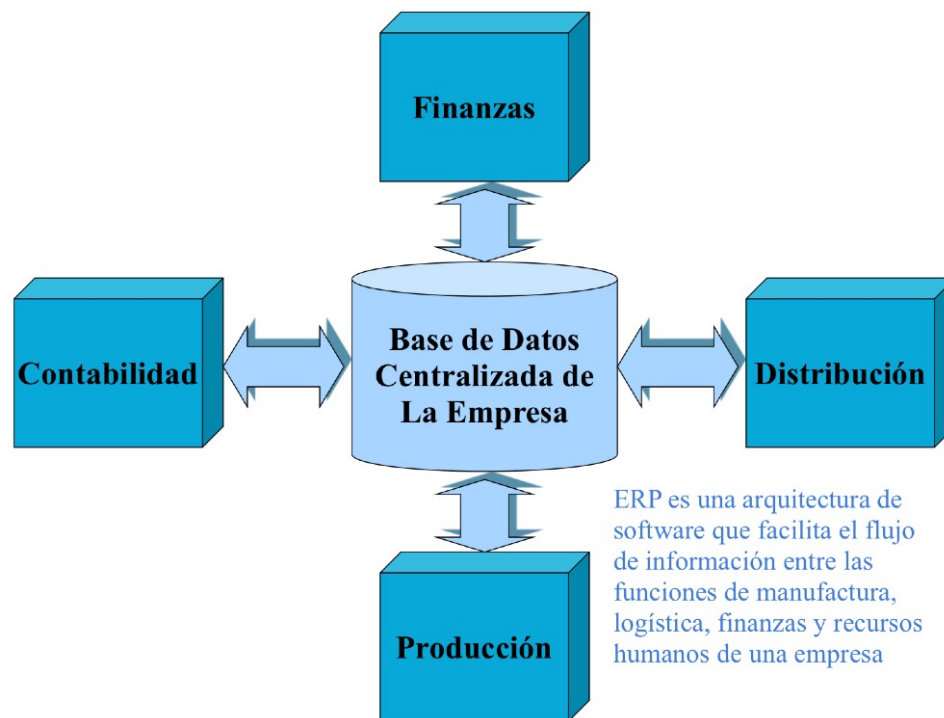 Finanzas
Contabilidad
Base de Datos
Centralizada de
La Empresa
Distribución
Producción
ERP es una arquitectura de
software que facilita el flujo
de información entre las
funciones de manufactura,
logística, finanzas y recursos
humanos de una empresa